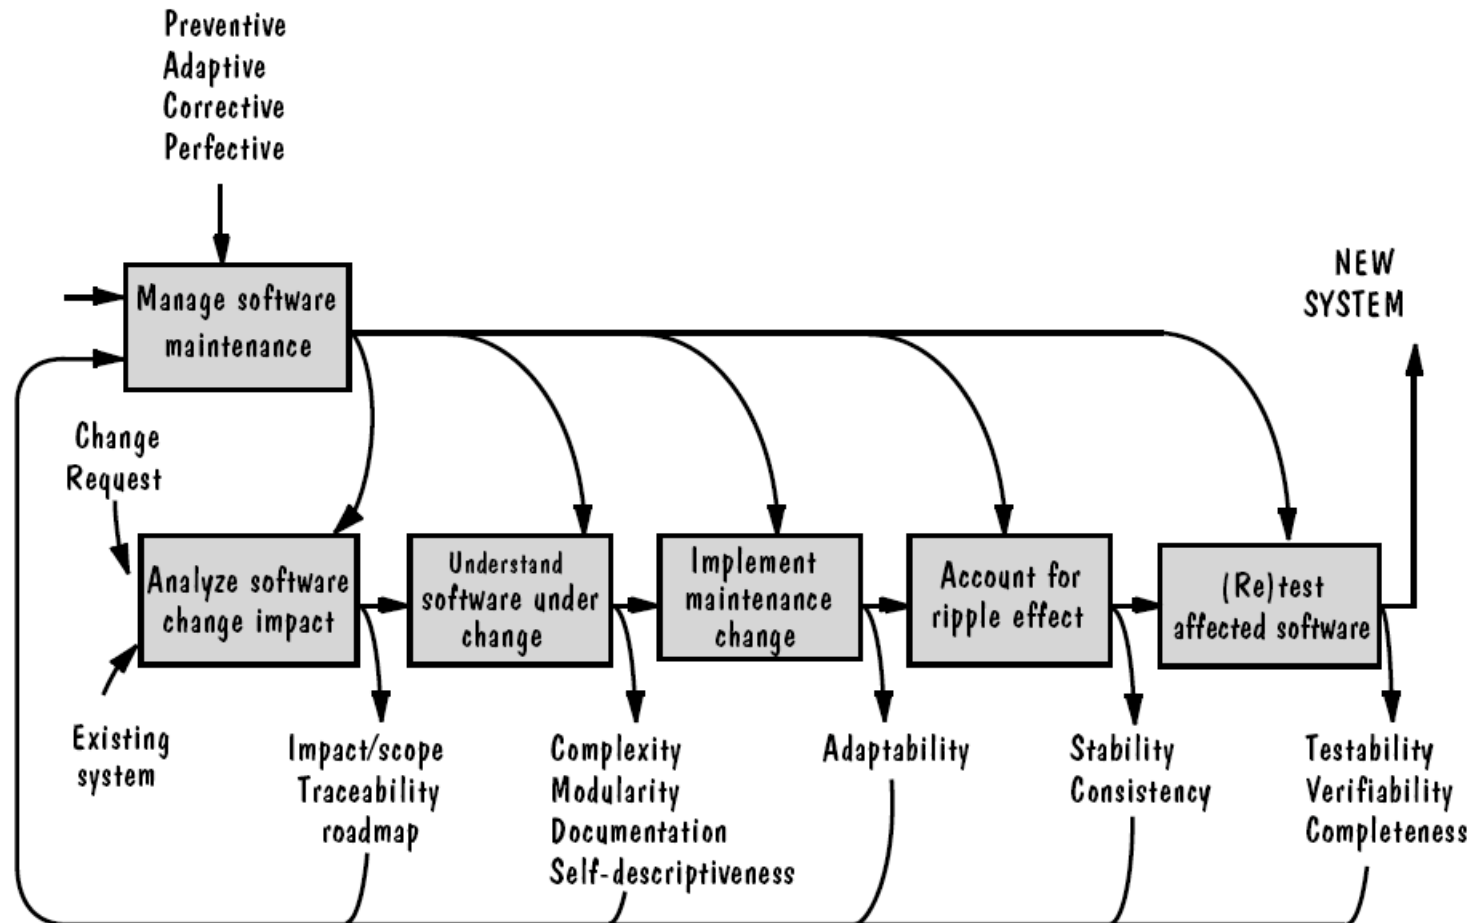 Preventive
Adaptive
Corrective
Perfective
NEW
SYSTEM
Manage software
maintenance
Change
Request
Analyze software
change impact
Understand
software under
change
Implement
maintenance
change
Account for
ripple effect
(Re)test
affected software
Existing
system
Impact/scope
Traceability
roadmap
Complexity
Modularity
Documentation
Self-descriptiveness
Adaptability
Stability
Consistency
Testability
Verifiability
Completeness